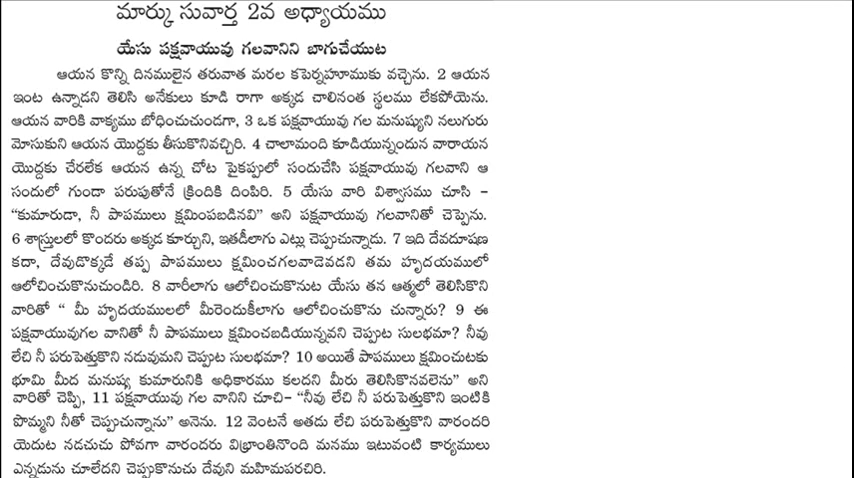 మార్కు సువార్త 2వ అధ్యాయము
యేసు పక్షవాయువు గలవానిని బాగుచేయుట
ఆయన కొన్ని దినములైన తరువాత మరల కపెర్నహూముకు వచ్చెను. 2 ఆయన
ఇంట ఉన్నాడని తెలిసి అనేకులు కూడి రాగా అక్కడ చాలినంత స్థలము లేకపోయెను.
ఆయన వారికి వాక్యము బోధించుచుండగా, 3 ఒక పక్షవాయువు గల మనుష్యుని నలుగురు
మోసుకుని ఆయన యొద్దకు తీసుకొనివచ్చిరి. 4 చాలామంది కూడియున్నందున వారాయన
యొద్దకు చేరలేక ఆయన ఉన్న చోట పైకప్పులో సందుచేసి పక్షవాయువు గలవాని ఆ
సందులో గుండా పరుపుతోనే క్రిందికి దింపిరి. 5 యేసు వారి విశ్వాసము చూసి –
“కుమారుడా, నీ పాపములు క్షమింపబడినవి” అని పక్షవాయువు గలవానితో చెప్పెను.
6 శాస్త్రులలో కొందరు అక్కడ కూర్చుని, ఇతడీలాగు ఎట్లు చెప్పుచున్నాడు. 7 ఇది దేవదూషణ
కదా, దేవుడొక్కడే తప్ప పాపములు క్షమించగలవాడెవడని తమ హృదయములో
ఆలోచించుకొనుచుండిరి. 8 వారీలాగు ఆలోచించుకొనుట యేసు తన ఆత్మలో తెలిసికొని
వారితో “ మీ హృదయములలో మీరెందుకీలాగు ఆలోచించుకొను చున్నారు? 9 ఈ
పక్షవాయువుగల వానితో నీ పాపములు క్షమించబడియున్నవని చెప్పుట సులభమా? నీవు
లేచి నీ పరుపెత్తుకొని నడువుమని చెప్పుట సులభమా? 10 అయితే పాపములు క్షమించుటకు
భూమి మీద మనుష్య కుమారునికి అధికారము కలదని మీరు తెలిసికొనవలెను” అని
వారితో చెప్పి, 11 పక్షవాయువు గల వానిని చూచి– “నీవు లేచి నీ పరుపెత్తుకొని ఇంటికి
పొమ్మని నీతో చెప్పుచున్నాను” అనెను. 12 వెంటనే అతడు లేచి పరుపెత్తుకొని వారందరి
యెదుట నడచుచు పోవగా వారందరు విభ్రాంతినొంది మనము ఇటువంటి కార్యములు
ఎన్నడును చూలేదని చెప్పుకొనుచు దేవుని మహిమపరచిరి.